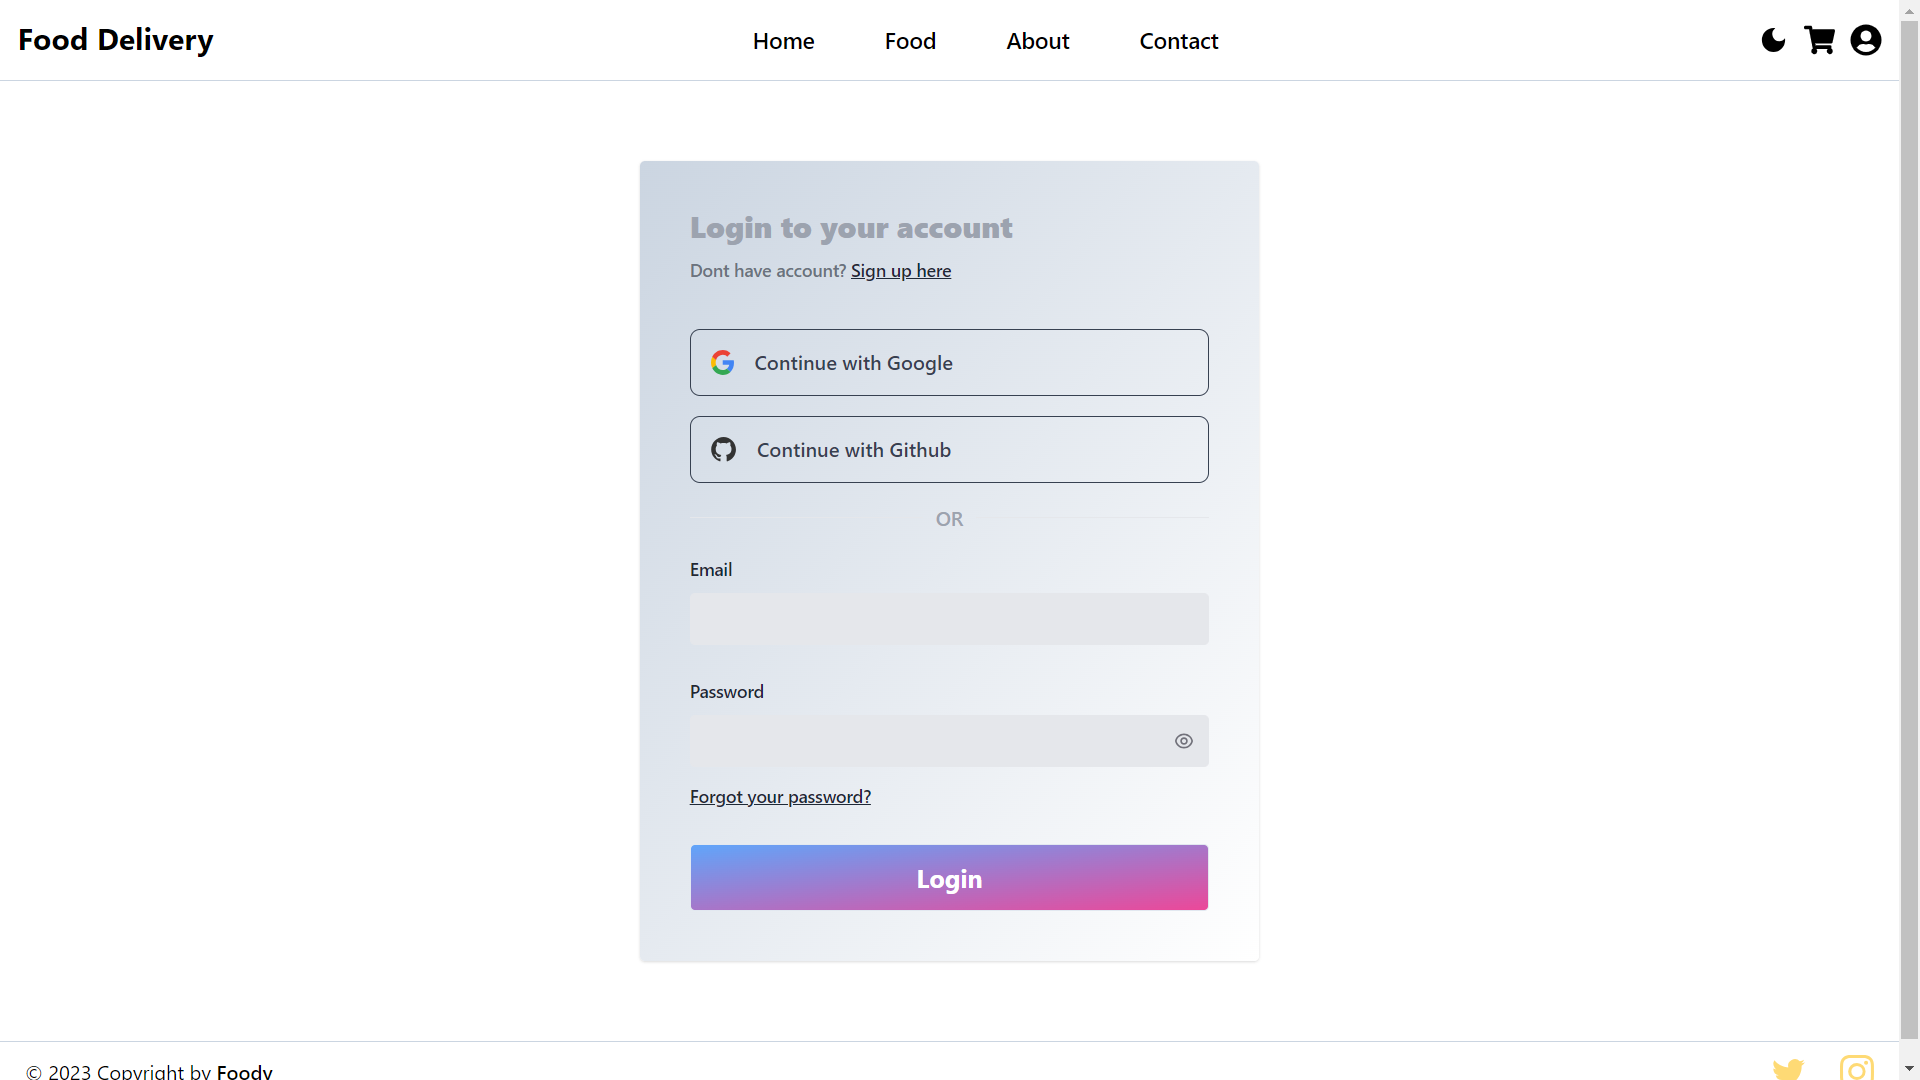 Food Delivery
Home
Food
About
Contact
Login to your account
Dont have account? Sign up here
Continue with Google
Continue with Github
OR
Email
Password
Forgot your password?
Login
© 2023 Copyright by Foody